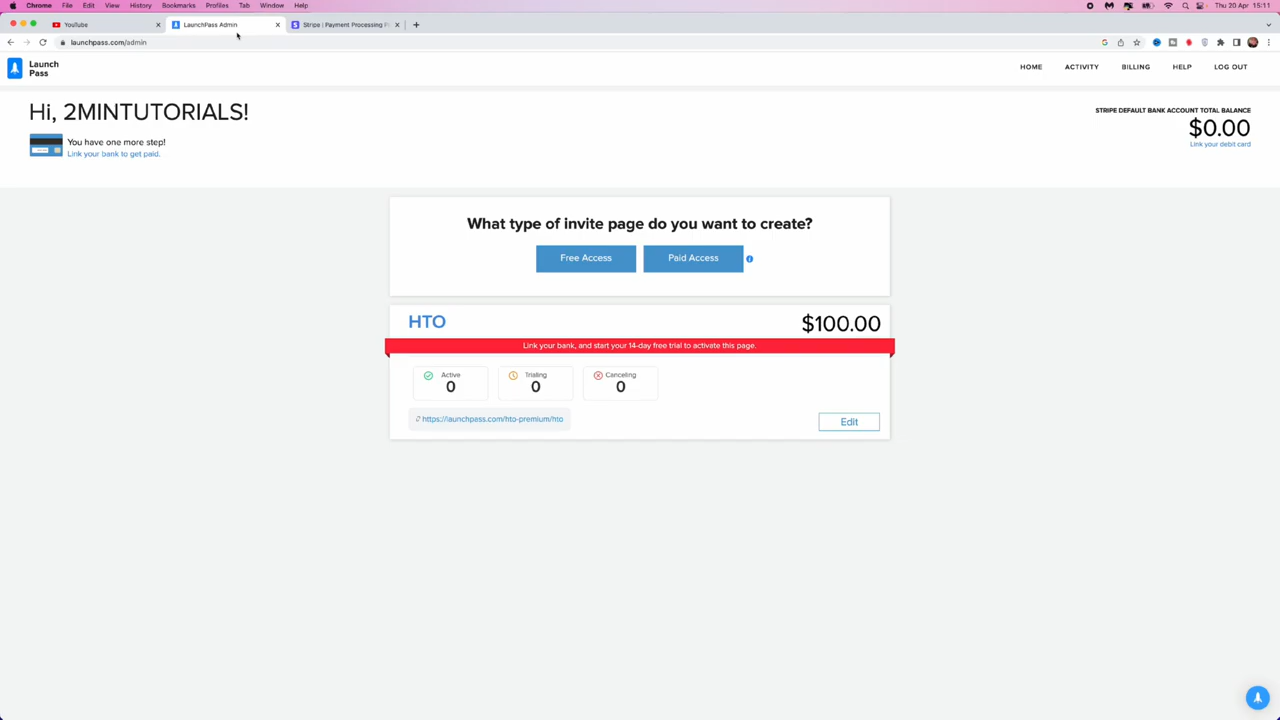 Chrome File Edit View History Bookmarks Profiles Tab Window Help
Thu 20 Apr 15:11
YouTube
LaunchPass Admin
Stripe | Payment Processing P
launchpass.com/admin
Launch
Pass
HOME ACTIVITY BILLING HELP LOG OUT
Hi, 2MINTUTORIALS!
You have one more step!
Link your bank to get paid.
STRIPE DEFAULT BANK ACCOUNT TOTAL BALANCE
$0.00
Link your debit card
What type of invite page do you want to create?
Free Access Paid Access
HTO $100.00
Link your bank, and start your 14-day free trial to activate this page.
Active Trialing Canceling
0 0 0
https://launchpass.com/hto-premium/hto
Edit